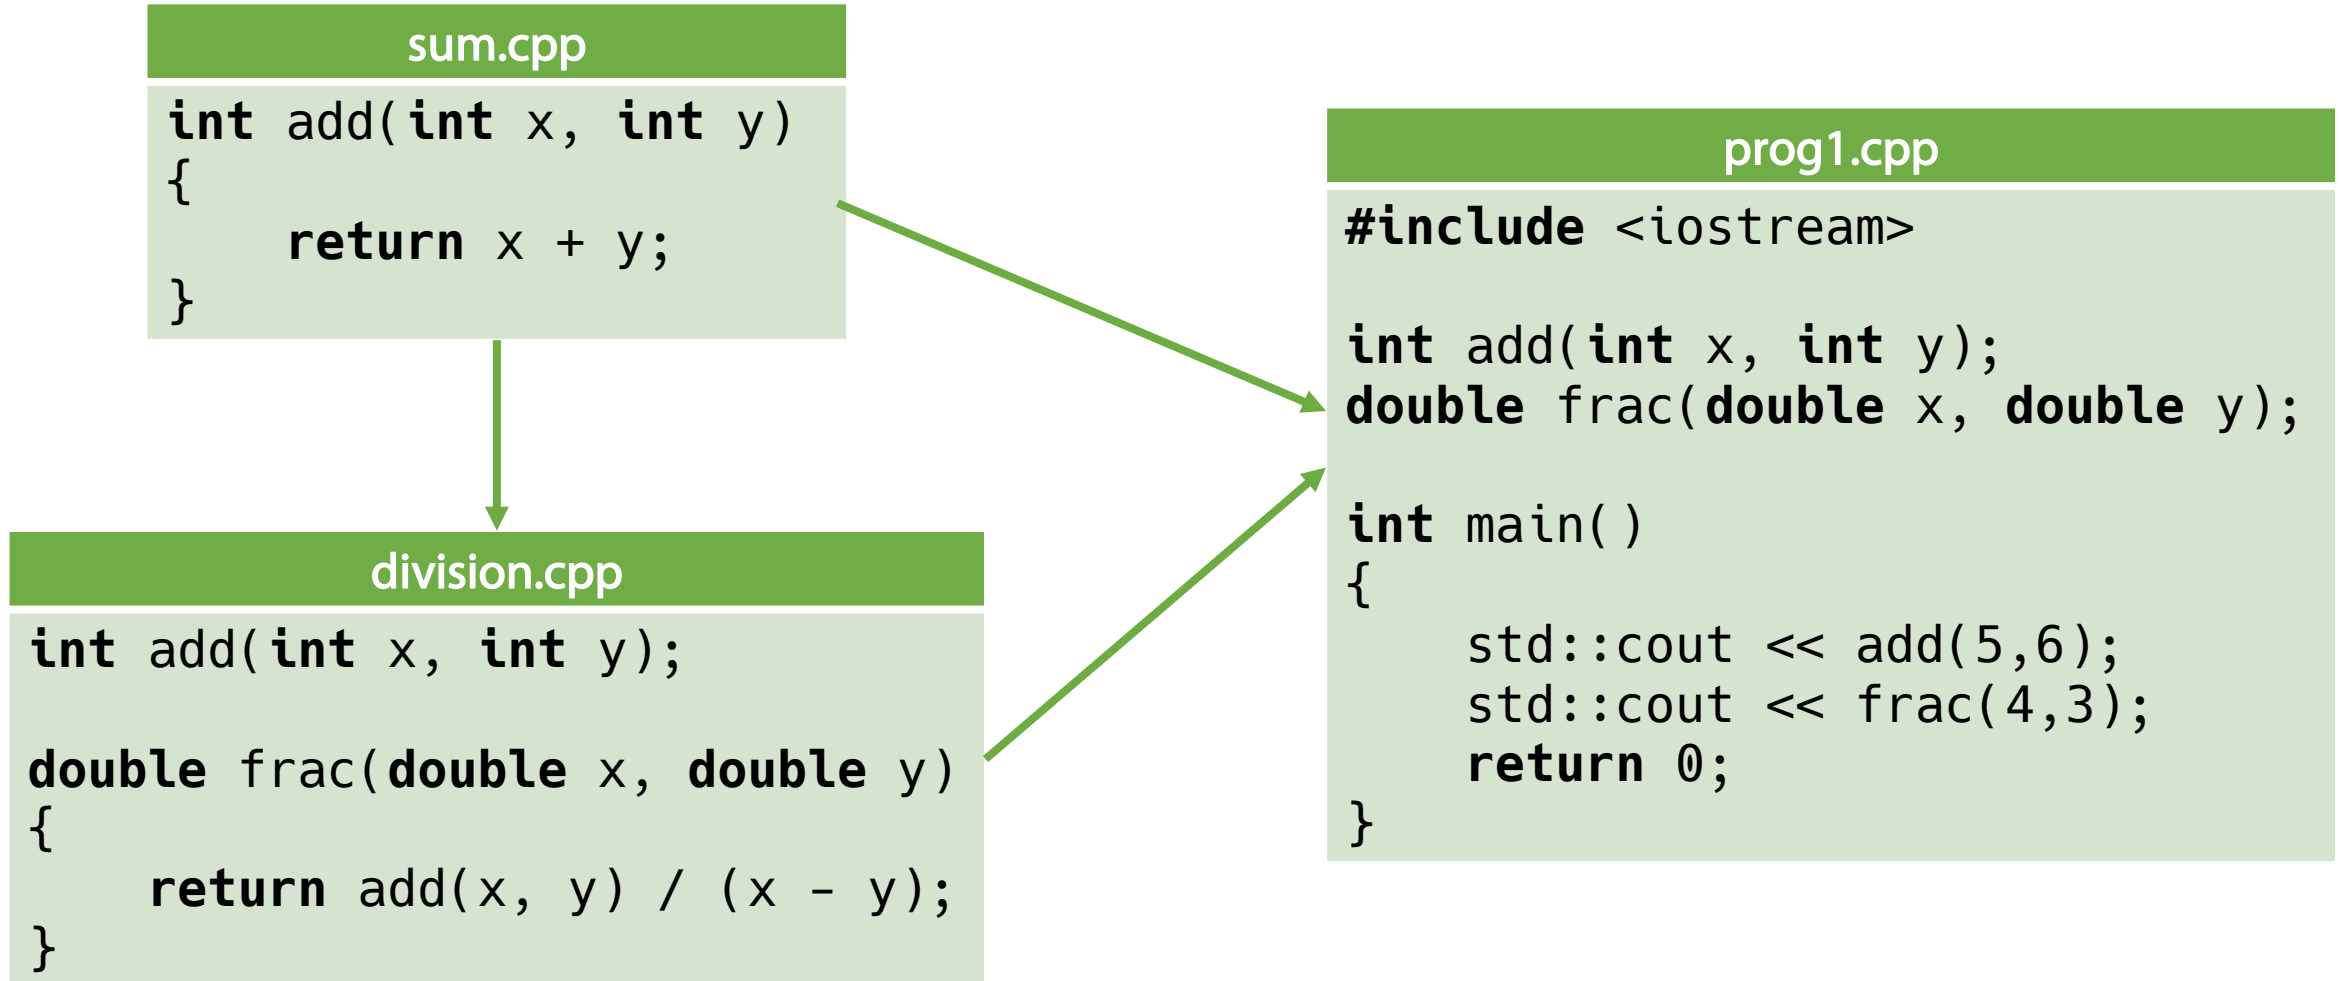 sum.cpp
int add(int x, int y)
{
    return x + y;
}
division.cpp
int add(int x, int y);
double frac(double x, double y)
{
    return add(x, y) / (x - y);
}
prog1.cpp
#include <iostream>
int add(int x, int y);
double frac(double x, double y);
int main()
{
    std::cout << add(5,6);
    std::cout << frac(4,3);
    return 0;
}